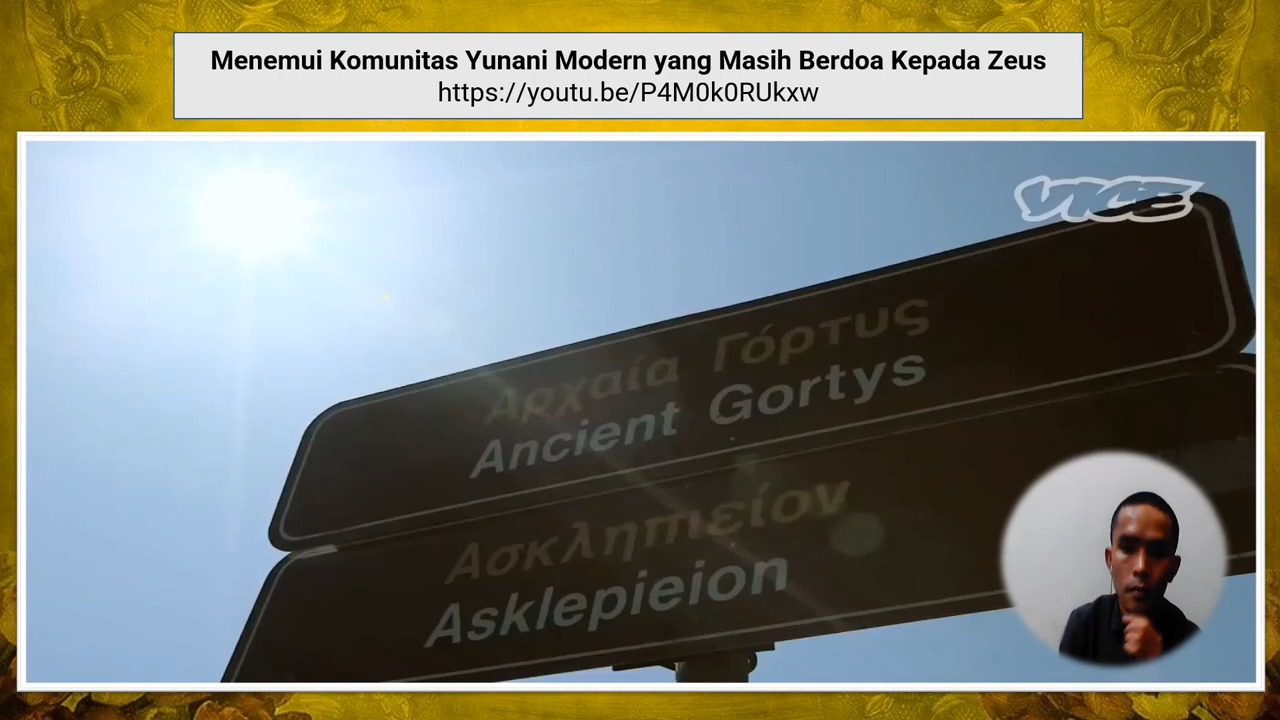 Menemui Komunitas Yunani Modern yang Masih Berdoa Kepada Zeus
https://youtu.be/P4M0k0RUkxw
VICE
Αρχαία Γόρτυς
Ancient Gortys
Ασκληπιείον
Asklepieion